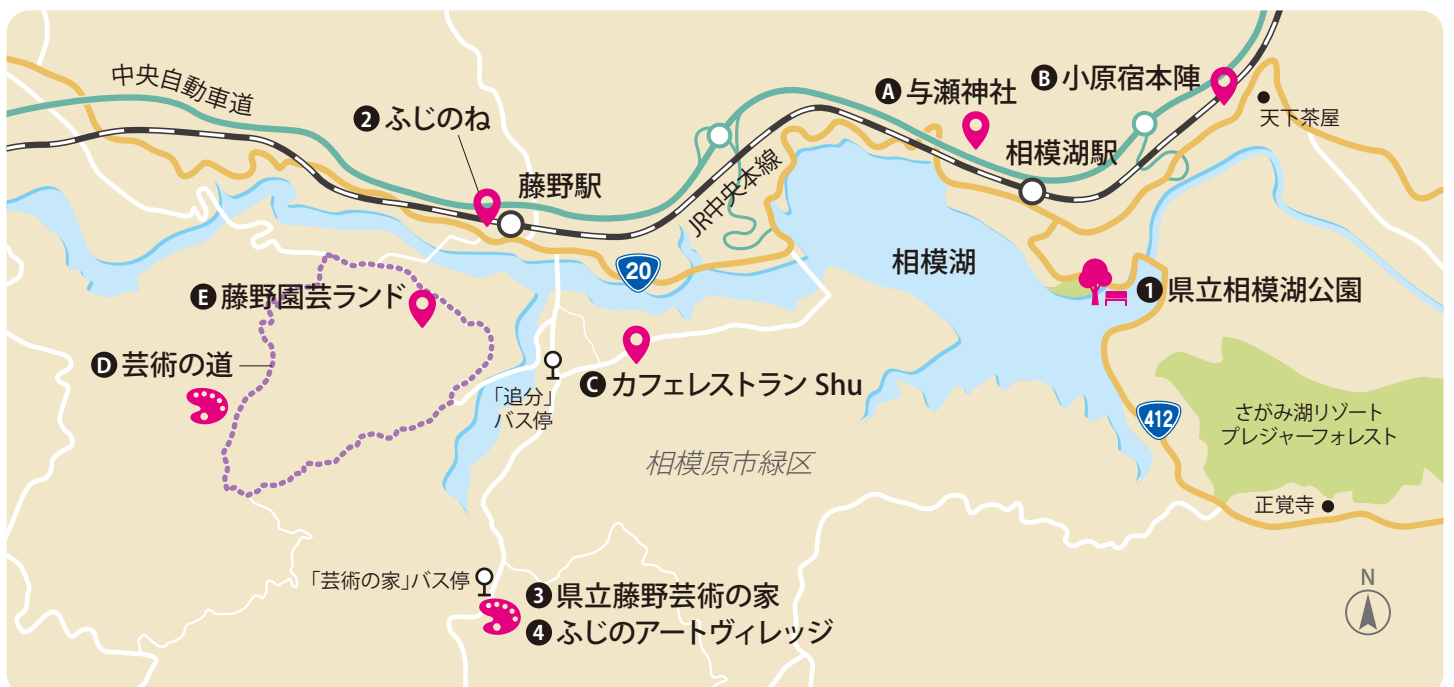 中央自動車道
❷ ふじのね
藤野駅
JR中央本線
Ⓐ 与瀬神社
Ⓑ 小原宿本陣
天下茶屋
相模湖駅
相模湖
20
❶ 県立相模湖公園
Ⓔ 藤野園芸ランド
Ⓓ 芸術の道
「追分」
バス停
Ⓒ カフェレストラン Shu
412
さがみ湖リゾート
プレジャーフォレスト
相模原市緑区
正覚寺
「芸術の家」バス停
❸ 県立藤野芸術の家
❹ ふじのアートヴィレッジ
N